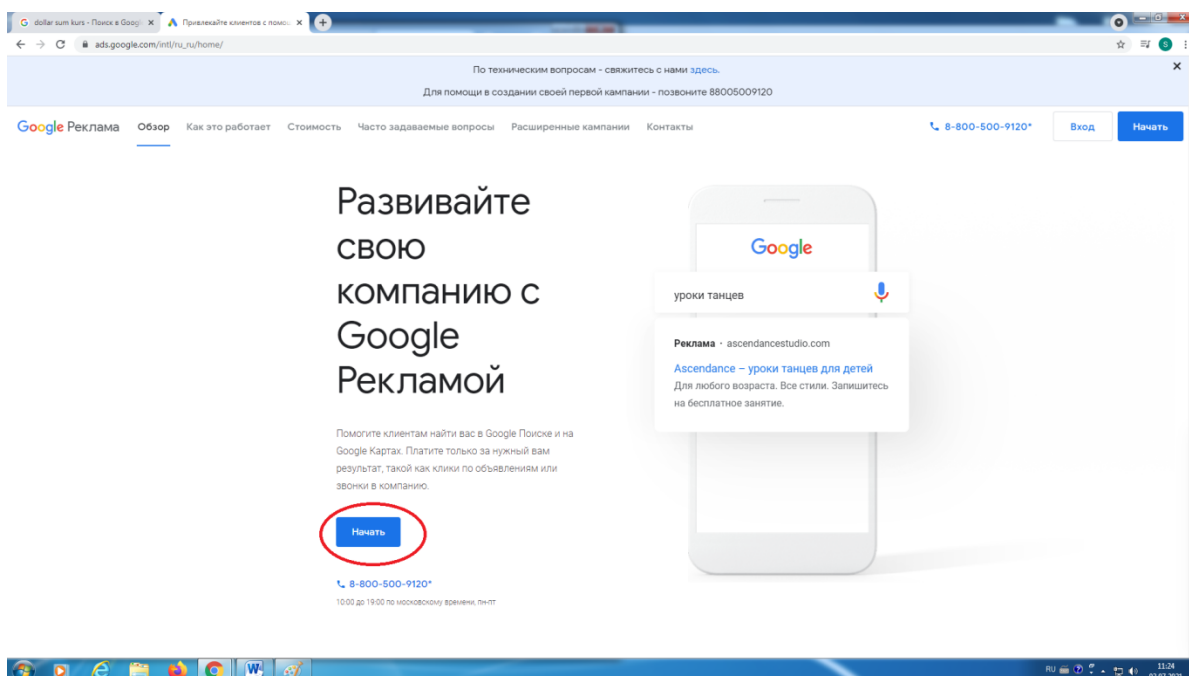 dollar sum kurs - Поиск в Googl
Привлекайте клиентов с помощ
ads.google.com/intl/ru_ru/home/
S
По техническим вопросам - свяжитесь с нами здесь.
Для помощи в создании своей первой кампании - позвоните 88005009120
Google Реклама Обзор Как это работает Стоимость Часто задаваемые вопросы Расширенные кампании Контакты 8-800-500-9120* Вход Начать
Развивайте
свою
компанию с
Google
Рекламой
Помогите клиентам найти вас в Google Поиске и на
Google Картах. Платите только за нужный вам
результат, такой как клики по объявлениям или
звонки в компанию.
Начать
8-800-500-9120*
10:00 до 19:00 по московскому времени, пн-пт
Google
уроки танцев
Реклама · ascendancestudio.com
Ascendance – уроки танцев для детей
Для любого возраста. Все стили. Запишитесь
на бесплатное занятие.
RU 11:24